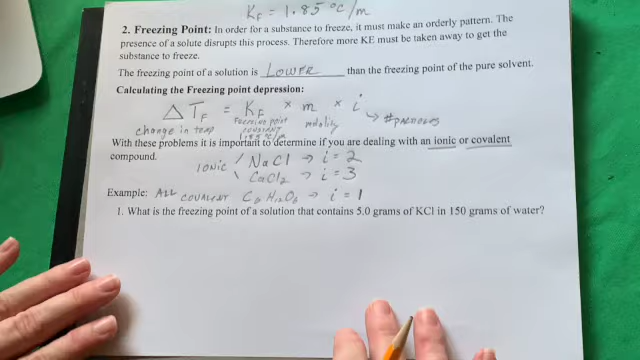 KF = 1.85 °C/m
2. Freezing Point: In order for a substance to freeze, it must make an orderly pattern. The
presence of a solute disrupts this process. Therefore more KE must be taken away to get the
substance to freeze.
The freezing point of a solution is LOWER than the freezing point of the pure solvent.
Calculating the Freezing point depression:
Δ TF = KF × m × i → #particles
change in temp Freezing point constant 1.85°C/m molality
With these problems it is important to determine if you are dealing with an ionic or covalent
compound.
IONIC / NaCl → i = 2
\ CaCl2 → i = 3
Example: ALL COVALENT C6H12O6 → i = 1
1. What is the freezing point of a solution that contains 5.0 grams of KCl in 150 grams of water?